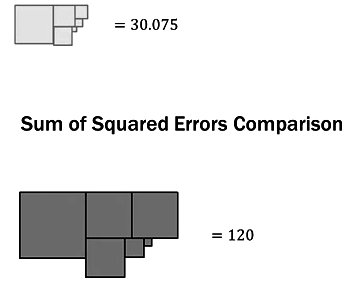 = 30.075
Sum of Squared Errors Comparison
= 120